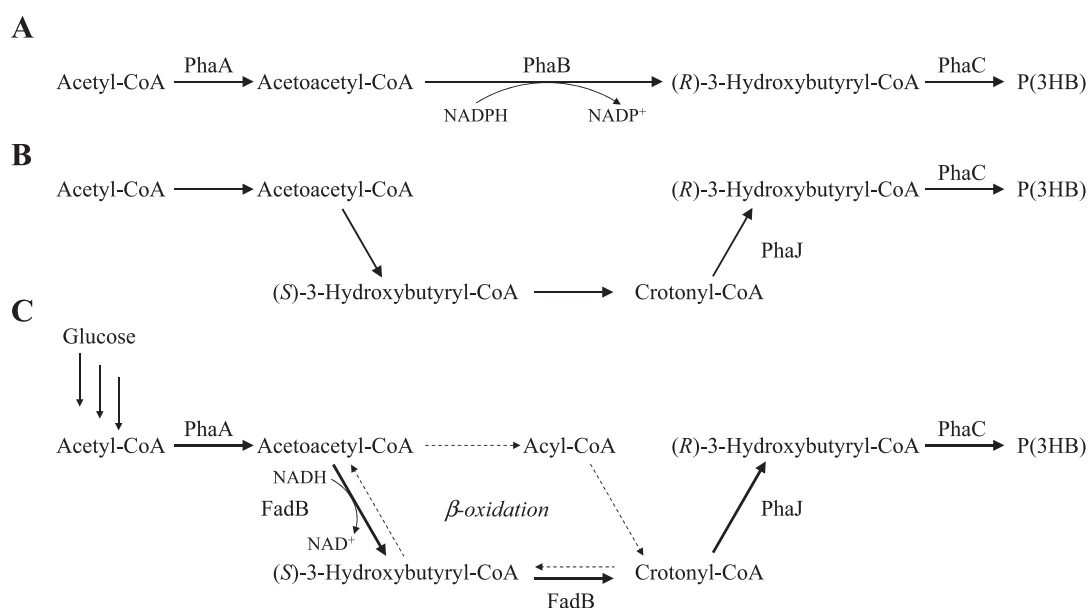 A
PhaA PhaB PhaC
Acetyl-CoA Acetoacetyl-CoA (R)-3-Hydroxybutyryl-CoA P(3HB)
NADPH NADP+
B
PhaC
Acetyl-CoA Acetoacetyl-CoA (R)-3-Hydroxybutyryl-CoA P(3HB)
PhaJ
(S)-3-Hydroxybutyryl-CoA Crotonyl-CoA
C
Glucose
PhaA PhaC
Acetyl-CoA Acetoacetyl-CoA Acyl-CoA (R)-3-Hydroxybutyryl-CoA P(3HB)
NADH
FadB β-oxidation PhaJ
NAD+
(S)-3-Hydroxybutyryl-CoA Crotonyl-CoA
FadB